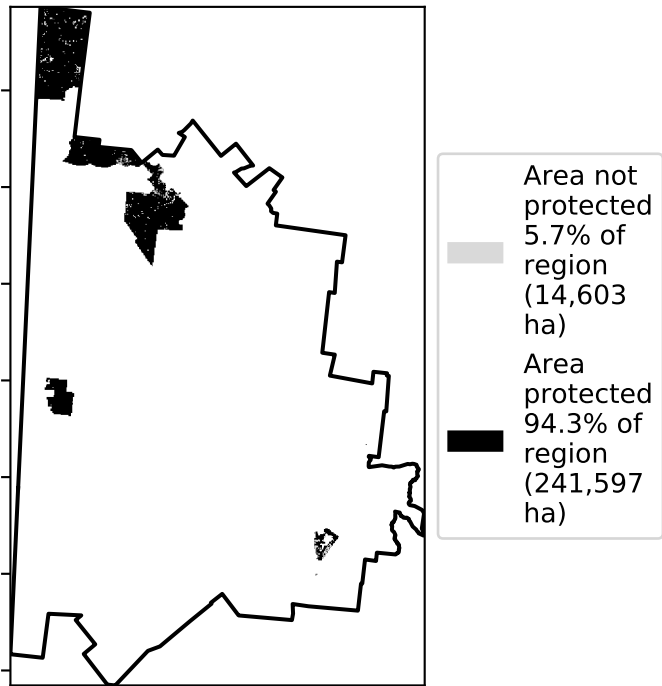 Area not
protected
5.7% of
region
(14,603
ha)
Area
protected
94.3% of
region
(241,597
ha)